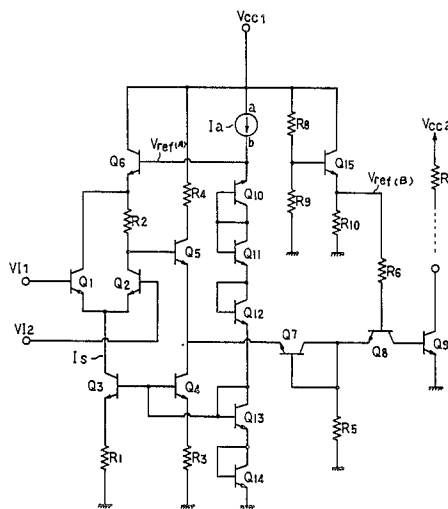 Vcc1
a
Ia
b
R8
Vref(A)
Q6
Q15
Vcc2
R
Q10
R4
Vref(B)
R2
R9
R10
Q11
Q5
R6
VI1
Q1
Q2
Q12
Q7
VI2
Q8
Q9
Is
Q3
Q4
Q13
R5
R1
R3
Q14